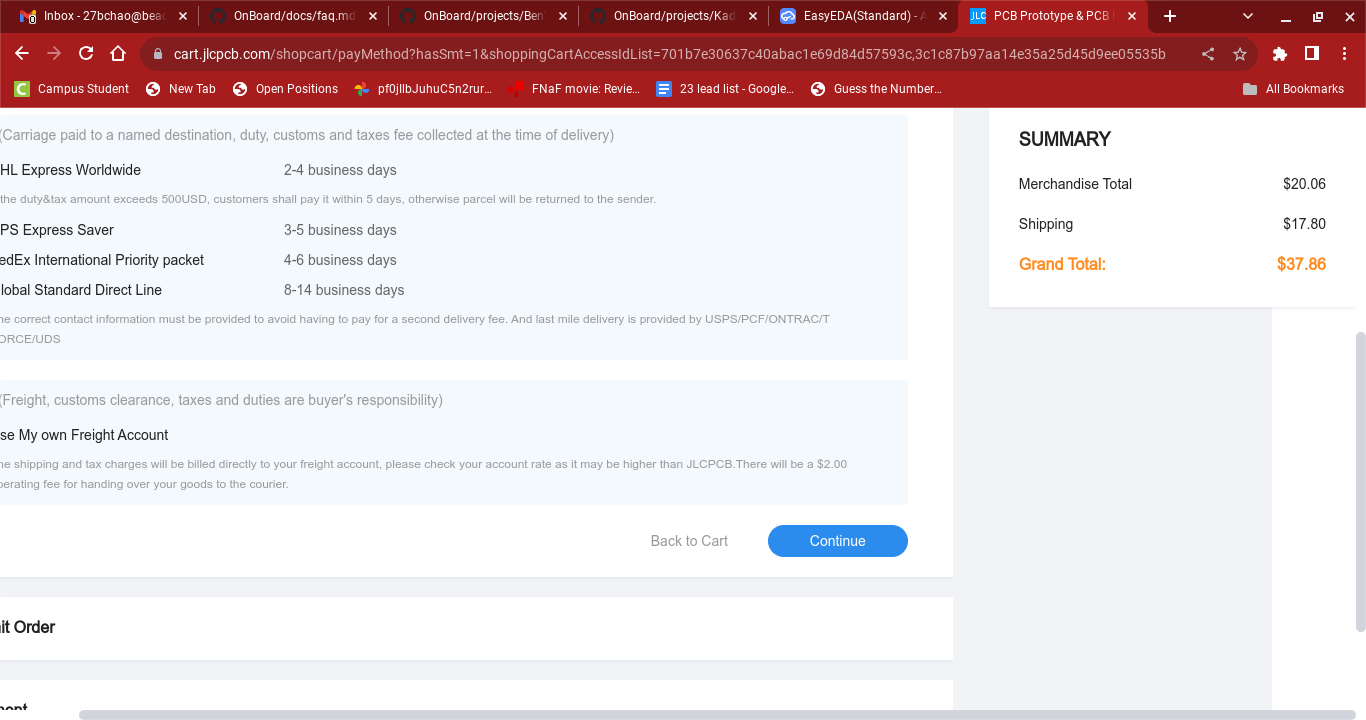 Inbox - 27bchao@beac
OnBoard/docs/faq.md
OnBoard/projects/Ben
OnBoard/projects/Kad
EasyEDA(Standard) - A
JLC PCB Prototype & PCB
cart.jlcpcb.com/shopcart/payMethod?hasSmt=1&shoppingCartAccessIdList=701b7e30637c40abac1e69d84d57593c,3c1c87b97aa14e35a25d45d9ee05535b
Campus Student
New Tab
Open Positions
pf0jIlbJuhuC5n2rur...
FNaF movie: Revie...
23 lead list - Google...
Guess the Number...
All Bookmarks
(Carriage paid to a named destination, duty, customs and taxes fee collected at the time of delivery)
HL Express Worldwide 2-4 business days
the duty&tax amount exceeds 500USD, customers shall pay it within 5 days, otherwise parcel will be returned to the sender.
PS Express Saver 3-5 business days
edEx International Priority packet 4-6 business days
lobal Standard Direct Line 8-14 business days
he correct contact information must be provided to avoid having to pay for a second delivery fee. And last mile delivery is provided by USPS/PCF/ONTRAC/T
ORCE/UDS
(Freight, customs clearance, taxes and duties are buyer's responsibility)
se My own Freight Account
he shipping and tax charges will be billed directly to your freight account, please check your account rate as it may be higher than JLCPCB.There will be a $2.00
perating fee for handing over your goods to the courier.
Back to Cart
Continue
it Order
ment
SUMMARY
Merchandise Total $20.06
Shipping $17.80
Grand Total: $37.86